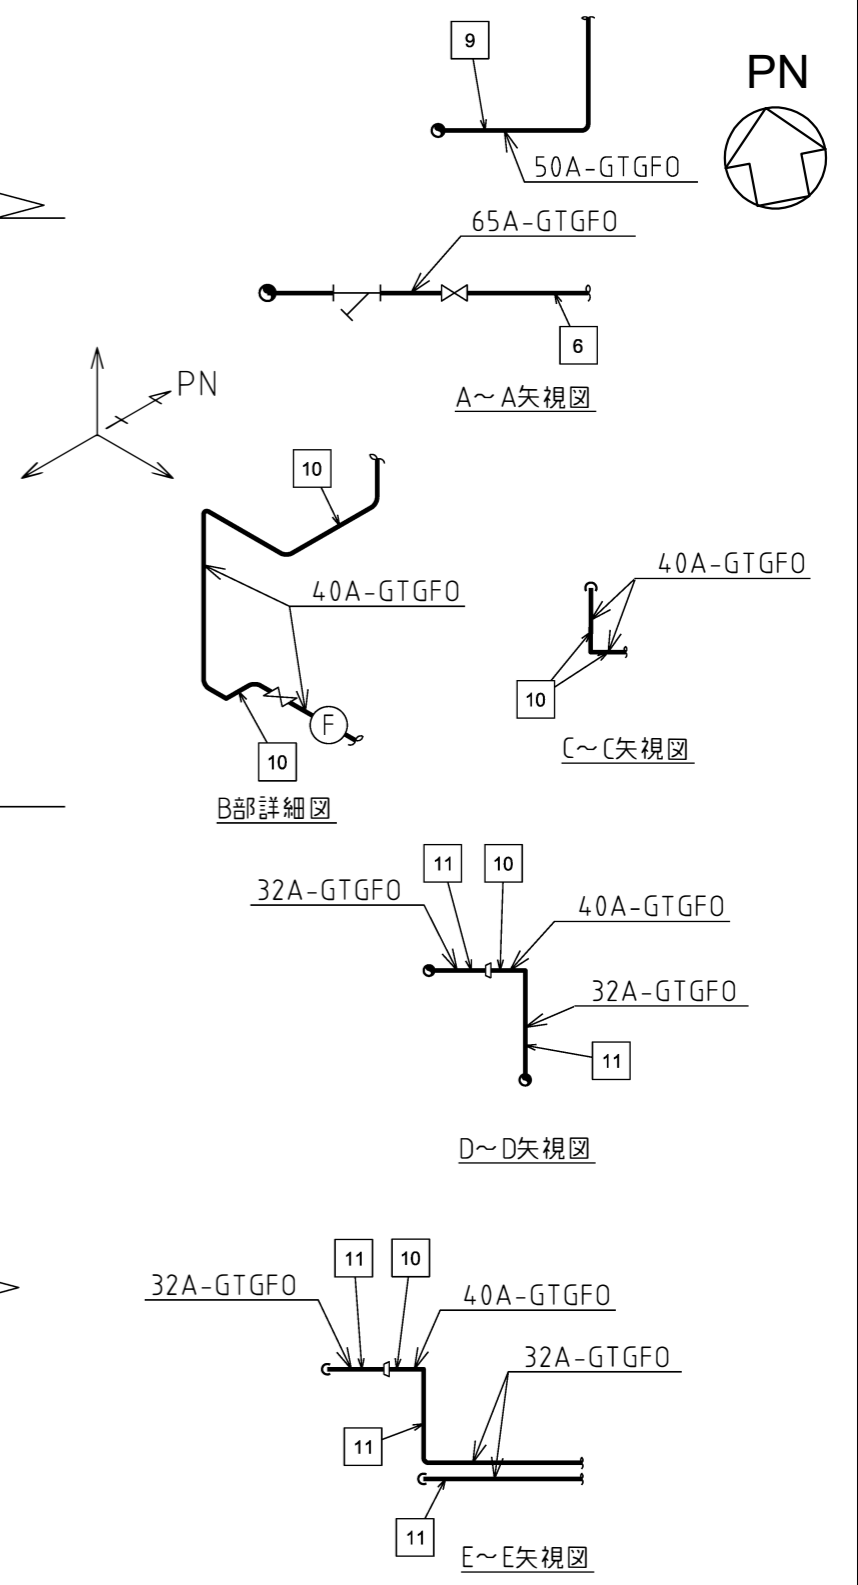 9
PN
50A-GTGFO
65A-GTGFO
6
A～A矢視図
PN
10
40A-GTGFO
F
10
B部詳細図
40A-GTGFO
10
C～C矢視図
11
10
32A-GTGFO
40A-GTGFO
32A-GTGFO
11
D～D矢視図
11
10
32A-GTGFO
40A-GTGFO
32A-GTGFO
11
11
E～E矢視図